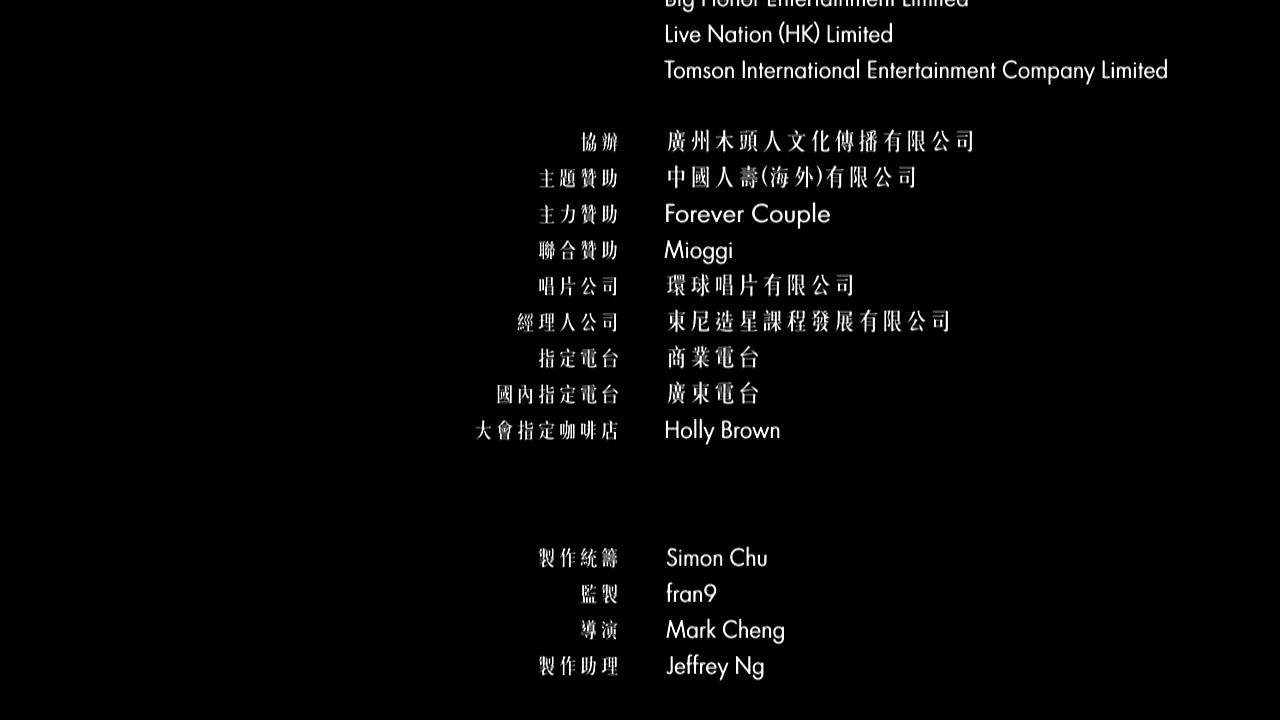 Big Honor Entertainment Limited
Live Nation (HK) Limited
Tomson International Entertainment Company Limited
協辦 廣州木頭人文化傳播有限公司
主題贊助 中國人壽(海外)有限公司
主力贊助 Forever Couple
聯合贊助 Mioggi
唱片公司 環球唱片有限公司
經理人公司 東尼造星課程發展有限公司
指定電台 商業電台
國內指定電台 廣東電台
大會指定咖啡店 Holly Brown
製作統籌 Simon Chu
監製 fran9
導演 Mark Cheng
製作助理 Jeffrey Ng